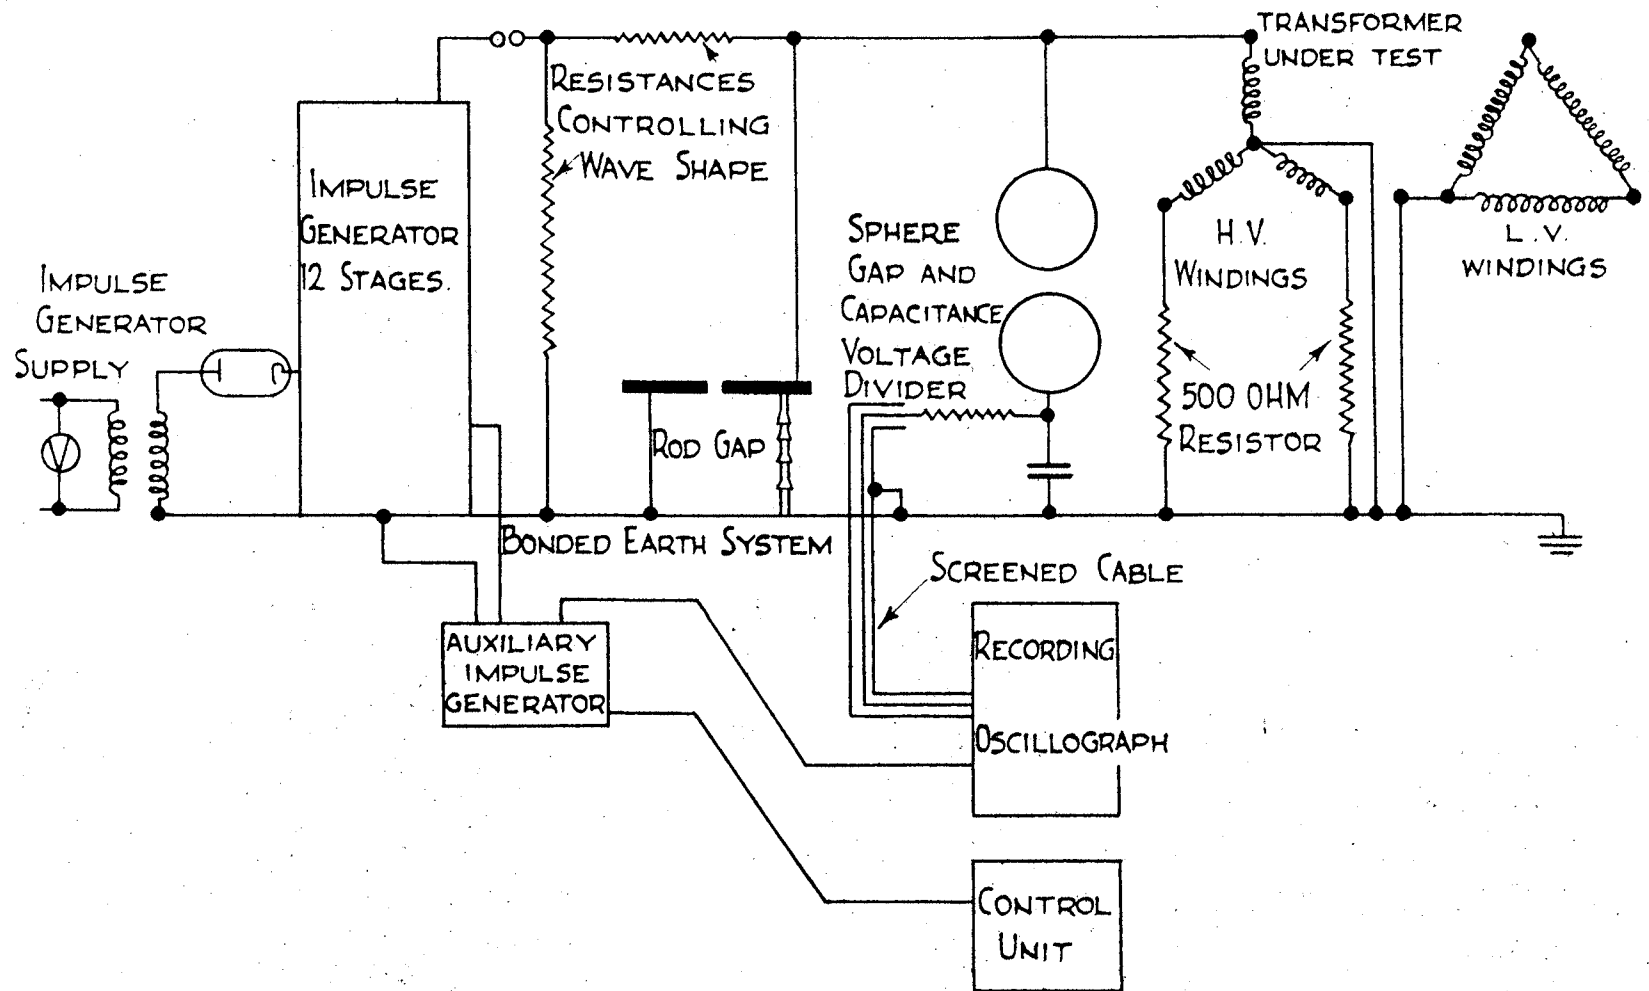 TRANSFORMER
UNDER TEST
RESISTANCES
CONTROLLING
WAVE SHAPE
IMPULSE
GENERATOR
12 STAGES.
IMPULSE
GENERATOR
SUPPLY
V
SPHERE
GAP AND
CAPACITANCE
VOLTAGE
DIVIDER
H.V.
WINDINGS
L.V.
WINDINGS
500 OHM
RESISTOR
ROD GAP
BONDED EARTH SYSTEM
SCREENED CABLE
AUXILIARY
IMPULSE
GENERATOR
RECORDING
OSCILLOGRAPH
CONTROL
UNIT